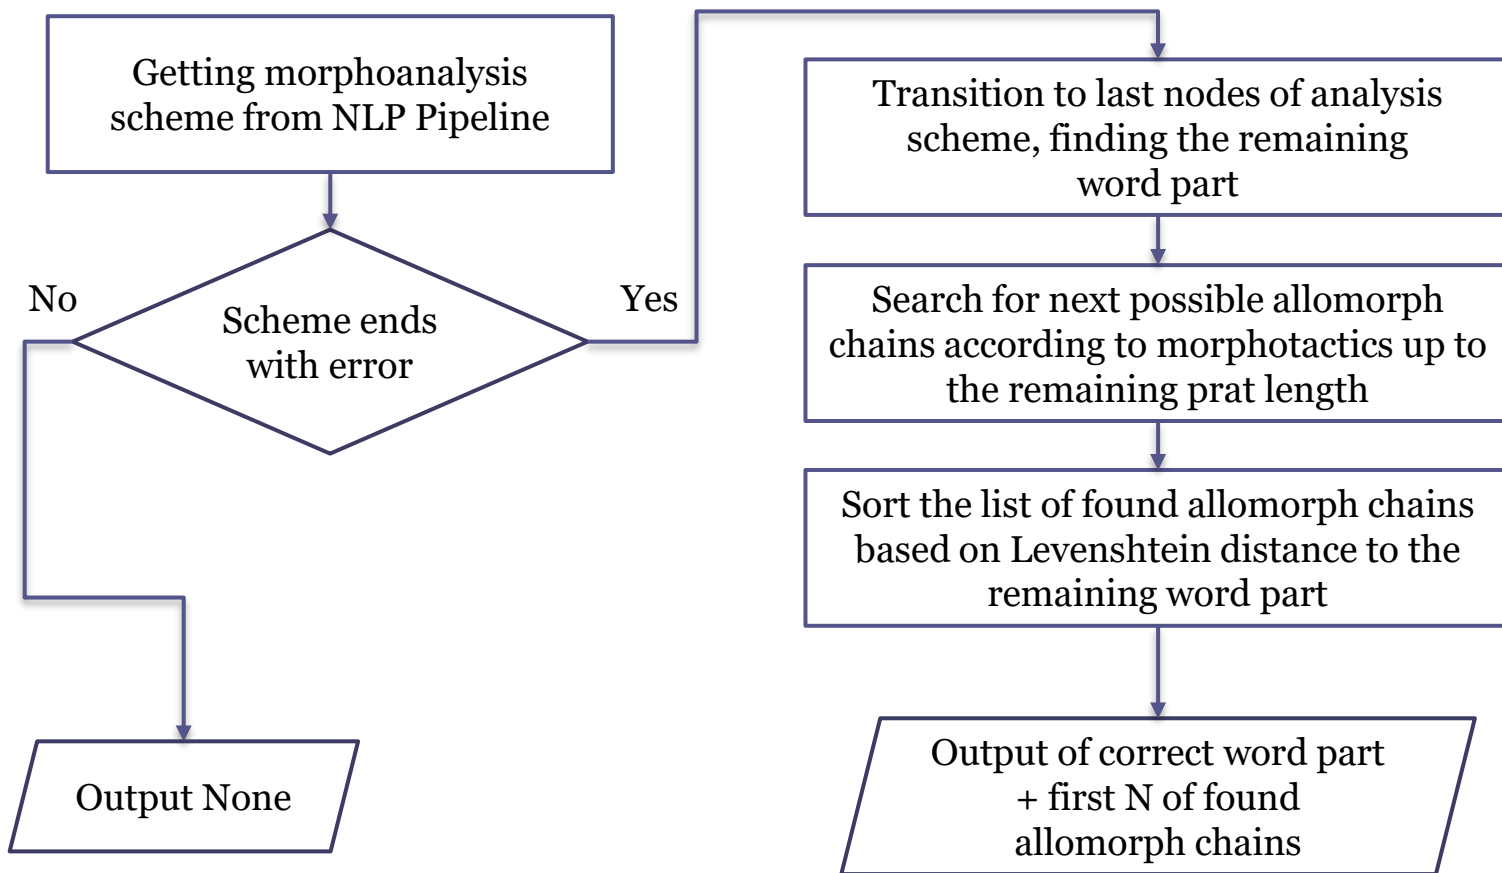 Getting morphoanalysis
scheme from NLP Pipeline
No
Scheme ends
with error
Yes
Output None
Transition to last nodes of analysis
scheme, finding the remaining
word part
Search for next possible allomorph
chains according to morphotactics up to
the remaining prat length
Sort the list of found allomorph chains
based on Levenshtein distance to the
remaining word part
Output of correct word part
+ first N of found
allomorph chains